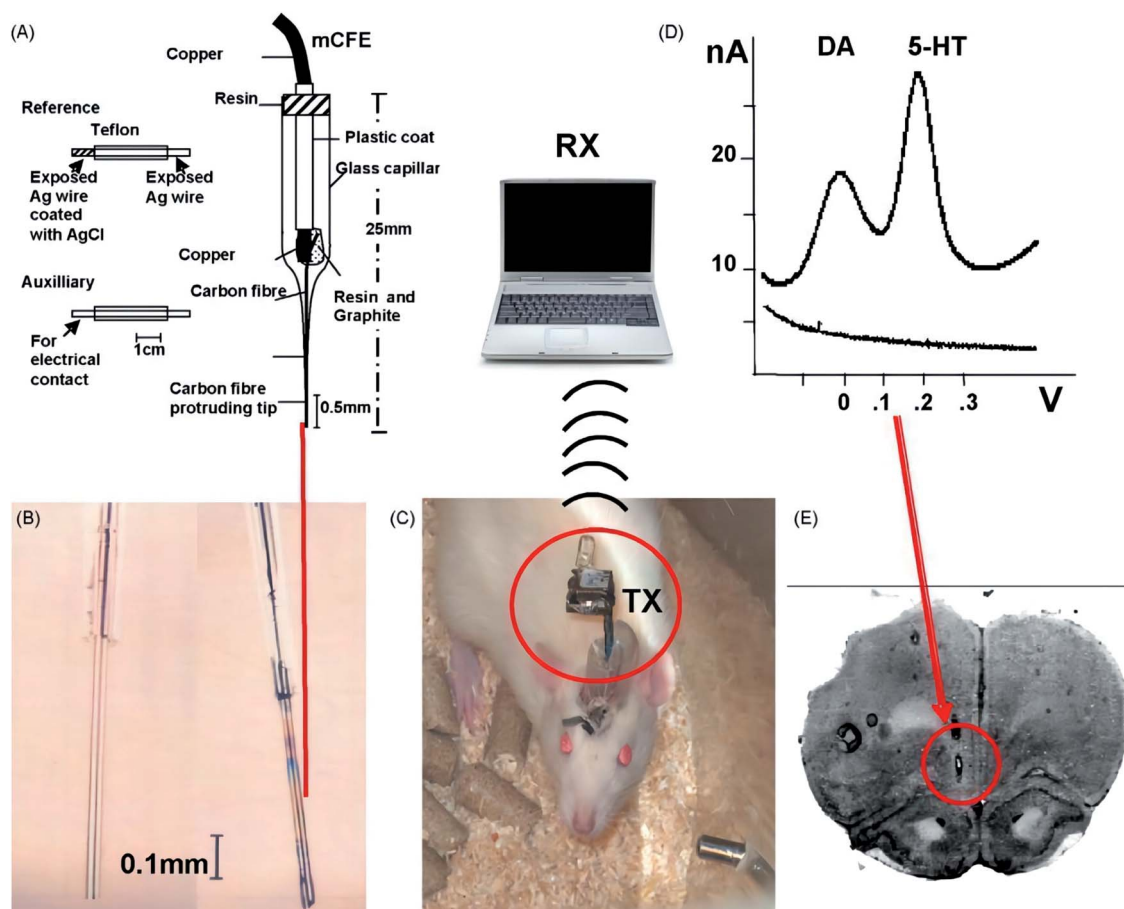 (A)
mCFE
Copper
Resin
Reference
Teflon
Plastic coat
Glass capillar
Exposed
Ag wire
coated
with AgCl
Exposed
Ag wire
25mm
Copper
Auxilliary
Carbon fibre
Resin and
Graphite
For
electrical
contact
1cm
Carbon fibre
protruding tip
0.5mm
RX
(D)
nA
DA
5-HT
20
10
0 .1 .2 .3 V
(B)
0.1mm
(C)
TX
(E)